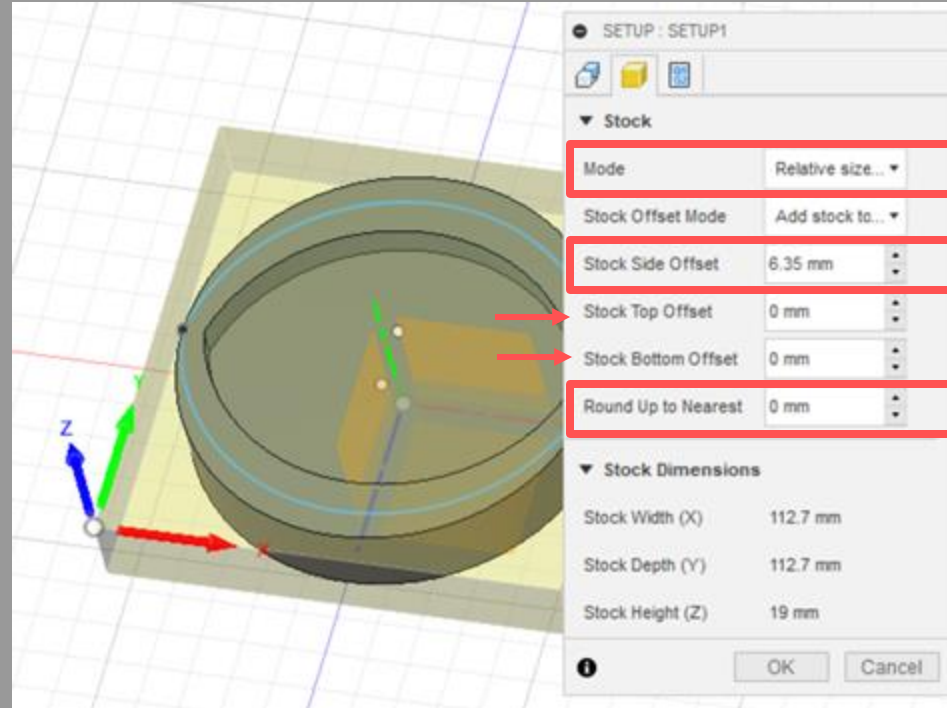 SETUP : SETUP1
Stock
Mode Relative size...
Stock Offset Mode Add stock to...
Stock Side Offset 6.35 mm
Stock Top Offset 0 mm
Stock Bottom Offset 0 mm
Round Up to Nearest 0 mm
Stock Dimensions
Stock Width (X) 112.7 mm
Stock Depth (Y) 112.7 mm
Stock Height (Z) 19 mm
OK Cancel
Y
Z
X